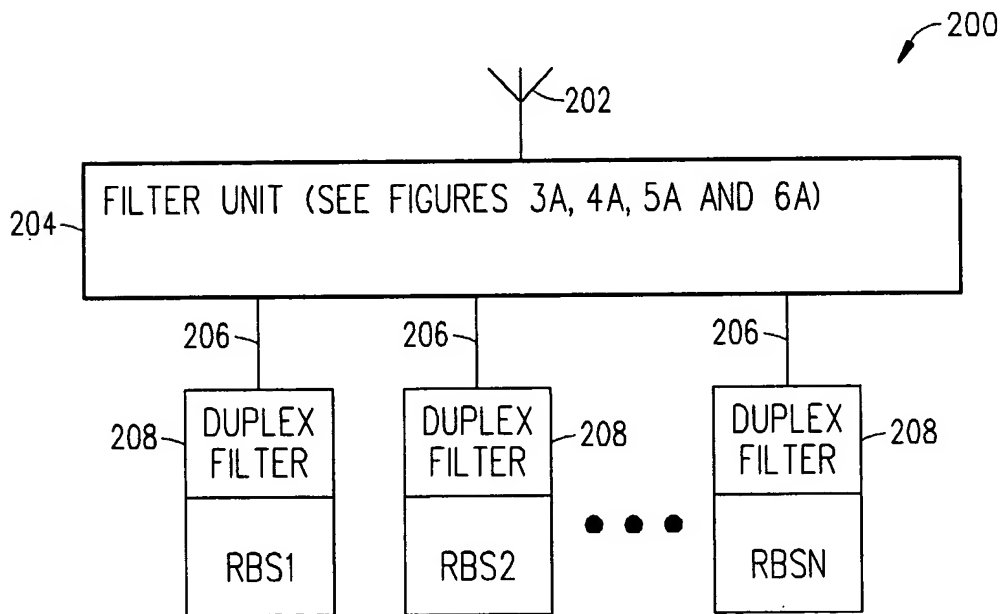 200
202
FILTER UNIT (SEE FIGURES 3A, 4A, 5A AND 6A)
204
206
206
206
DUPLEX
FILTER
208
DUPLEX
FILTER
208
DUPLEX
FILTER
208
RBS1
RBS2
RBSN